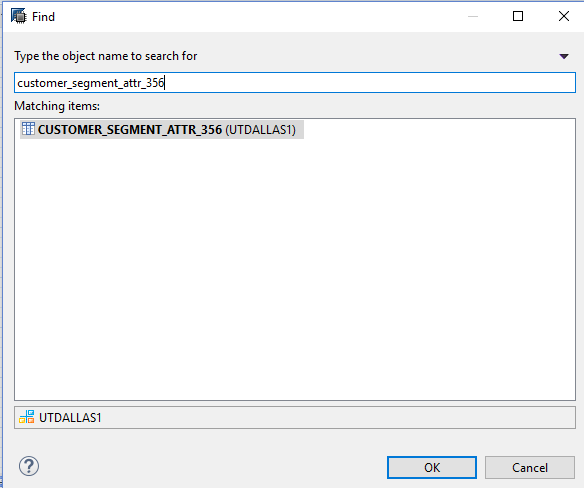 Find
Type the object name to search for
customer_segment_attr_356
Matching items:
CUSTOMER_SEGMENT_ATTR_356 (UTDALLAS1)
UTDALLAS1
?
OK Cancel